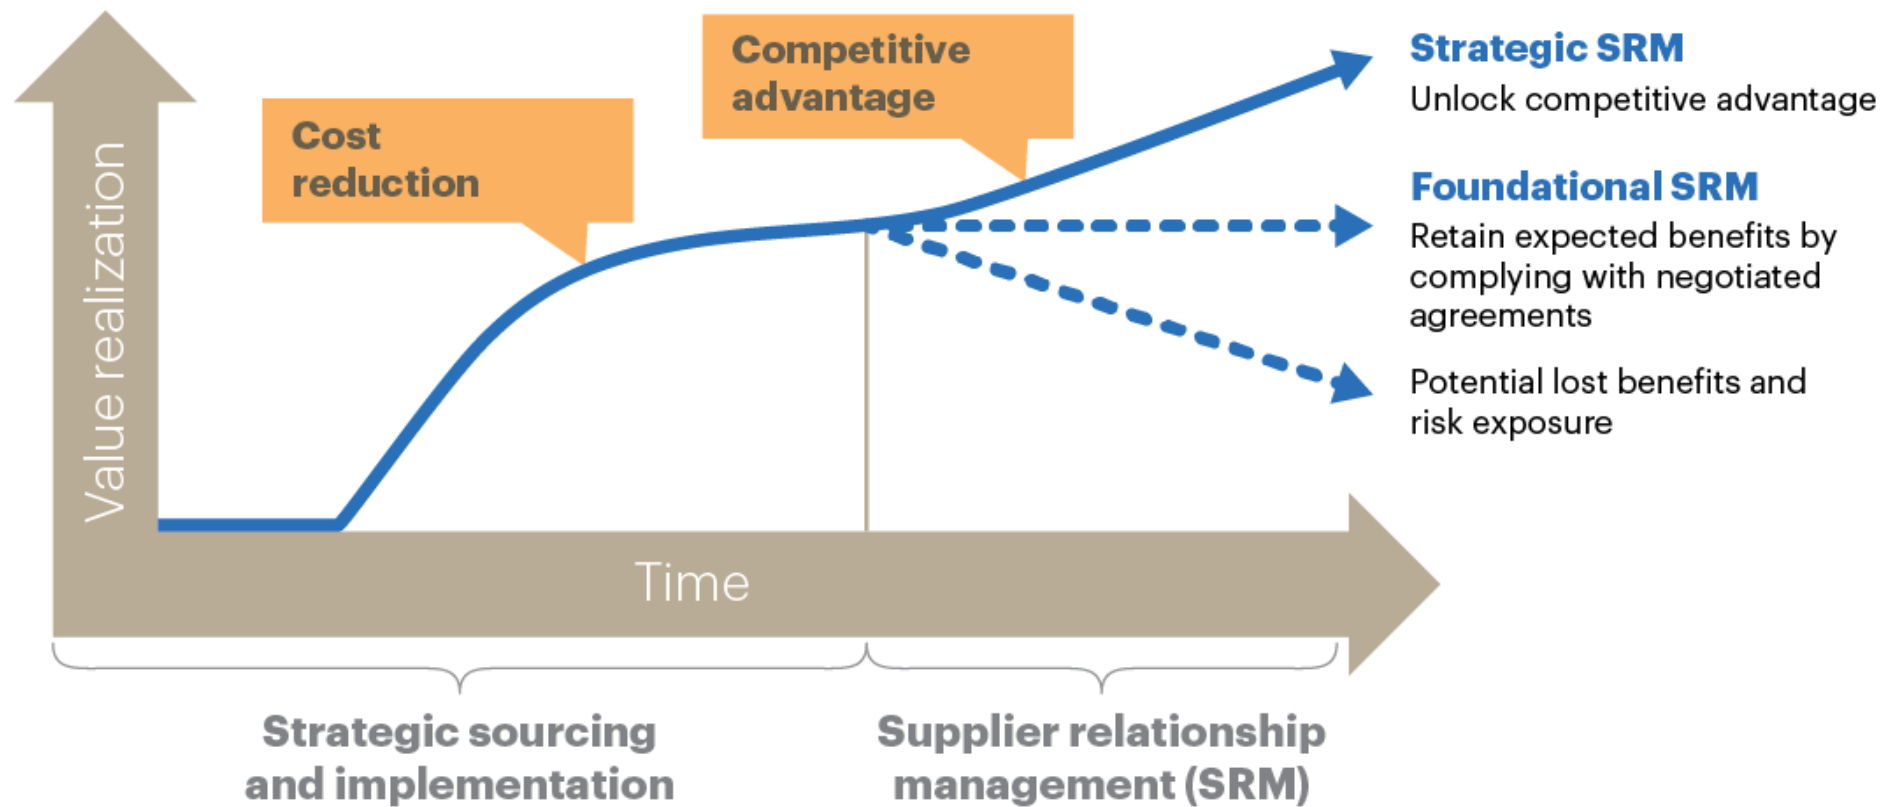 Competitive
advantage
Cost
reduction
Strategic SRM
Unlock competitive advantage
Foundational SRM
Retain expected benefits by
complying with negotiated
agreements
Potential lost benefits and
risk exposure
Value realization
Time
Strategic sourcing
and implementation
Supplier relationship
management (SRM)